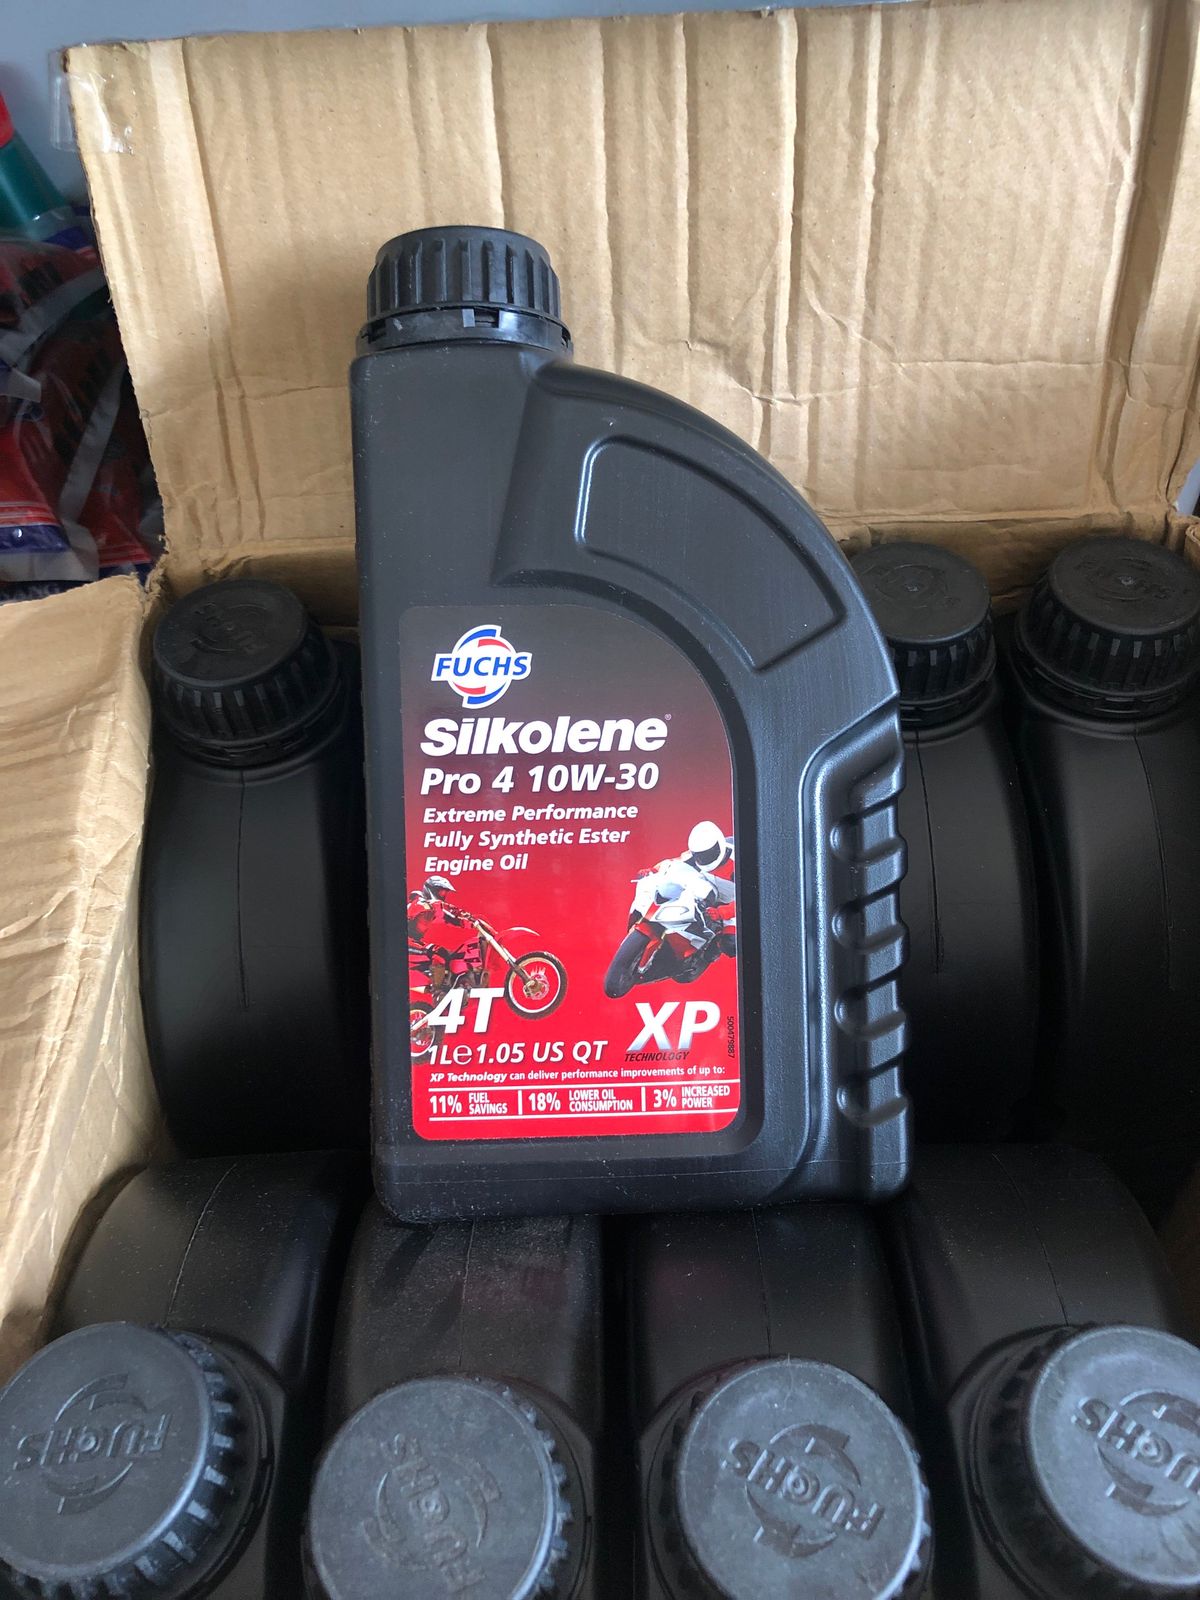 FUCHS
Silkolene®
Pro 4 10W-30
Extreme Performance
Fully Synthetic Ester
Engine Oil
4T
XP
TECHNOLOGY
1L℮1.05 US QT
500479887
XP Technology can deliver performance improvements of up to:
11% FUEL SAVINGS | 18% LOWER OIL CONSUMPTION | 3% INCREASED POWER
FUCHS
FUCHS
FUCHS
FUCHS
FUCHS